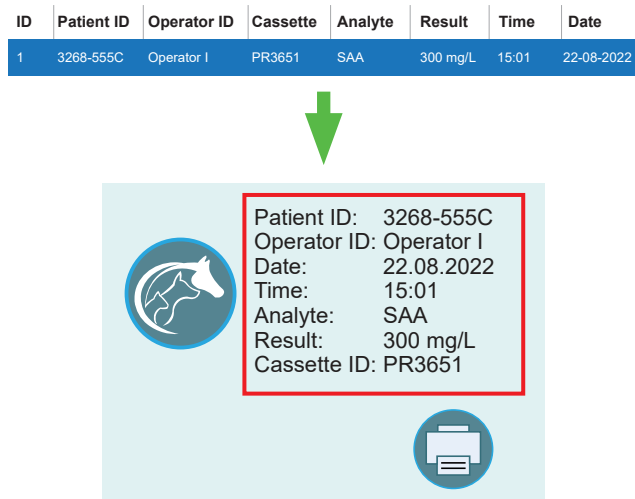 ID Patient ID Operator ID Cassette Analyte Result Time Date
1 3268-555C Operator I PR3651 SAA 300 mg/L 15:01 22-08-2022
Patient ID: 3268-555C
Operator ID: Operator I
Date: 22.08.2022
Time: 15:01
Analyte: SAA
Result: 300 mg/L
Cassette ID: PR3651